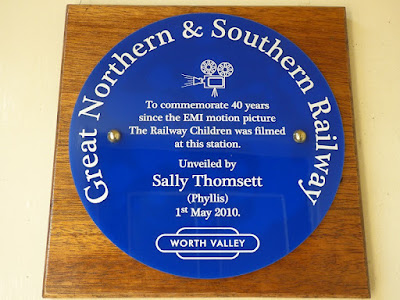 Great Northern & Southern Railway
To commemorate 40 years
since the EMI motion picture
The Railway Children was filmed
at this station.
Unveiled by
Sally Thomsett
(Phyllis)
1st May 2010.
WORTH VALLEY